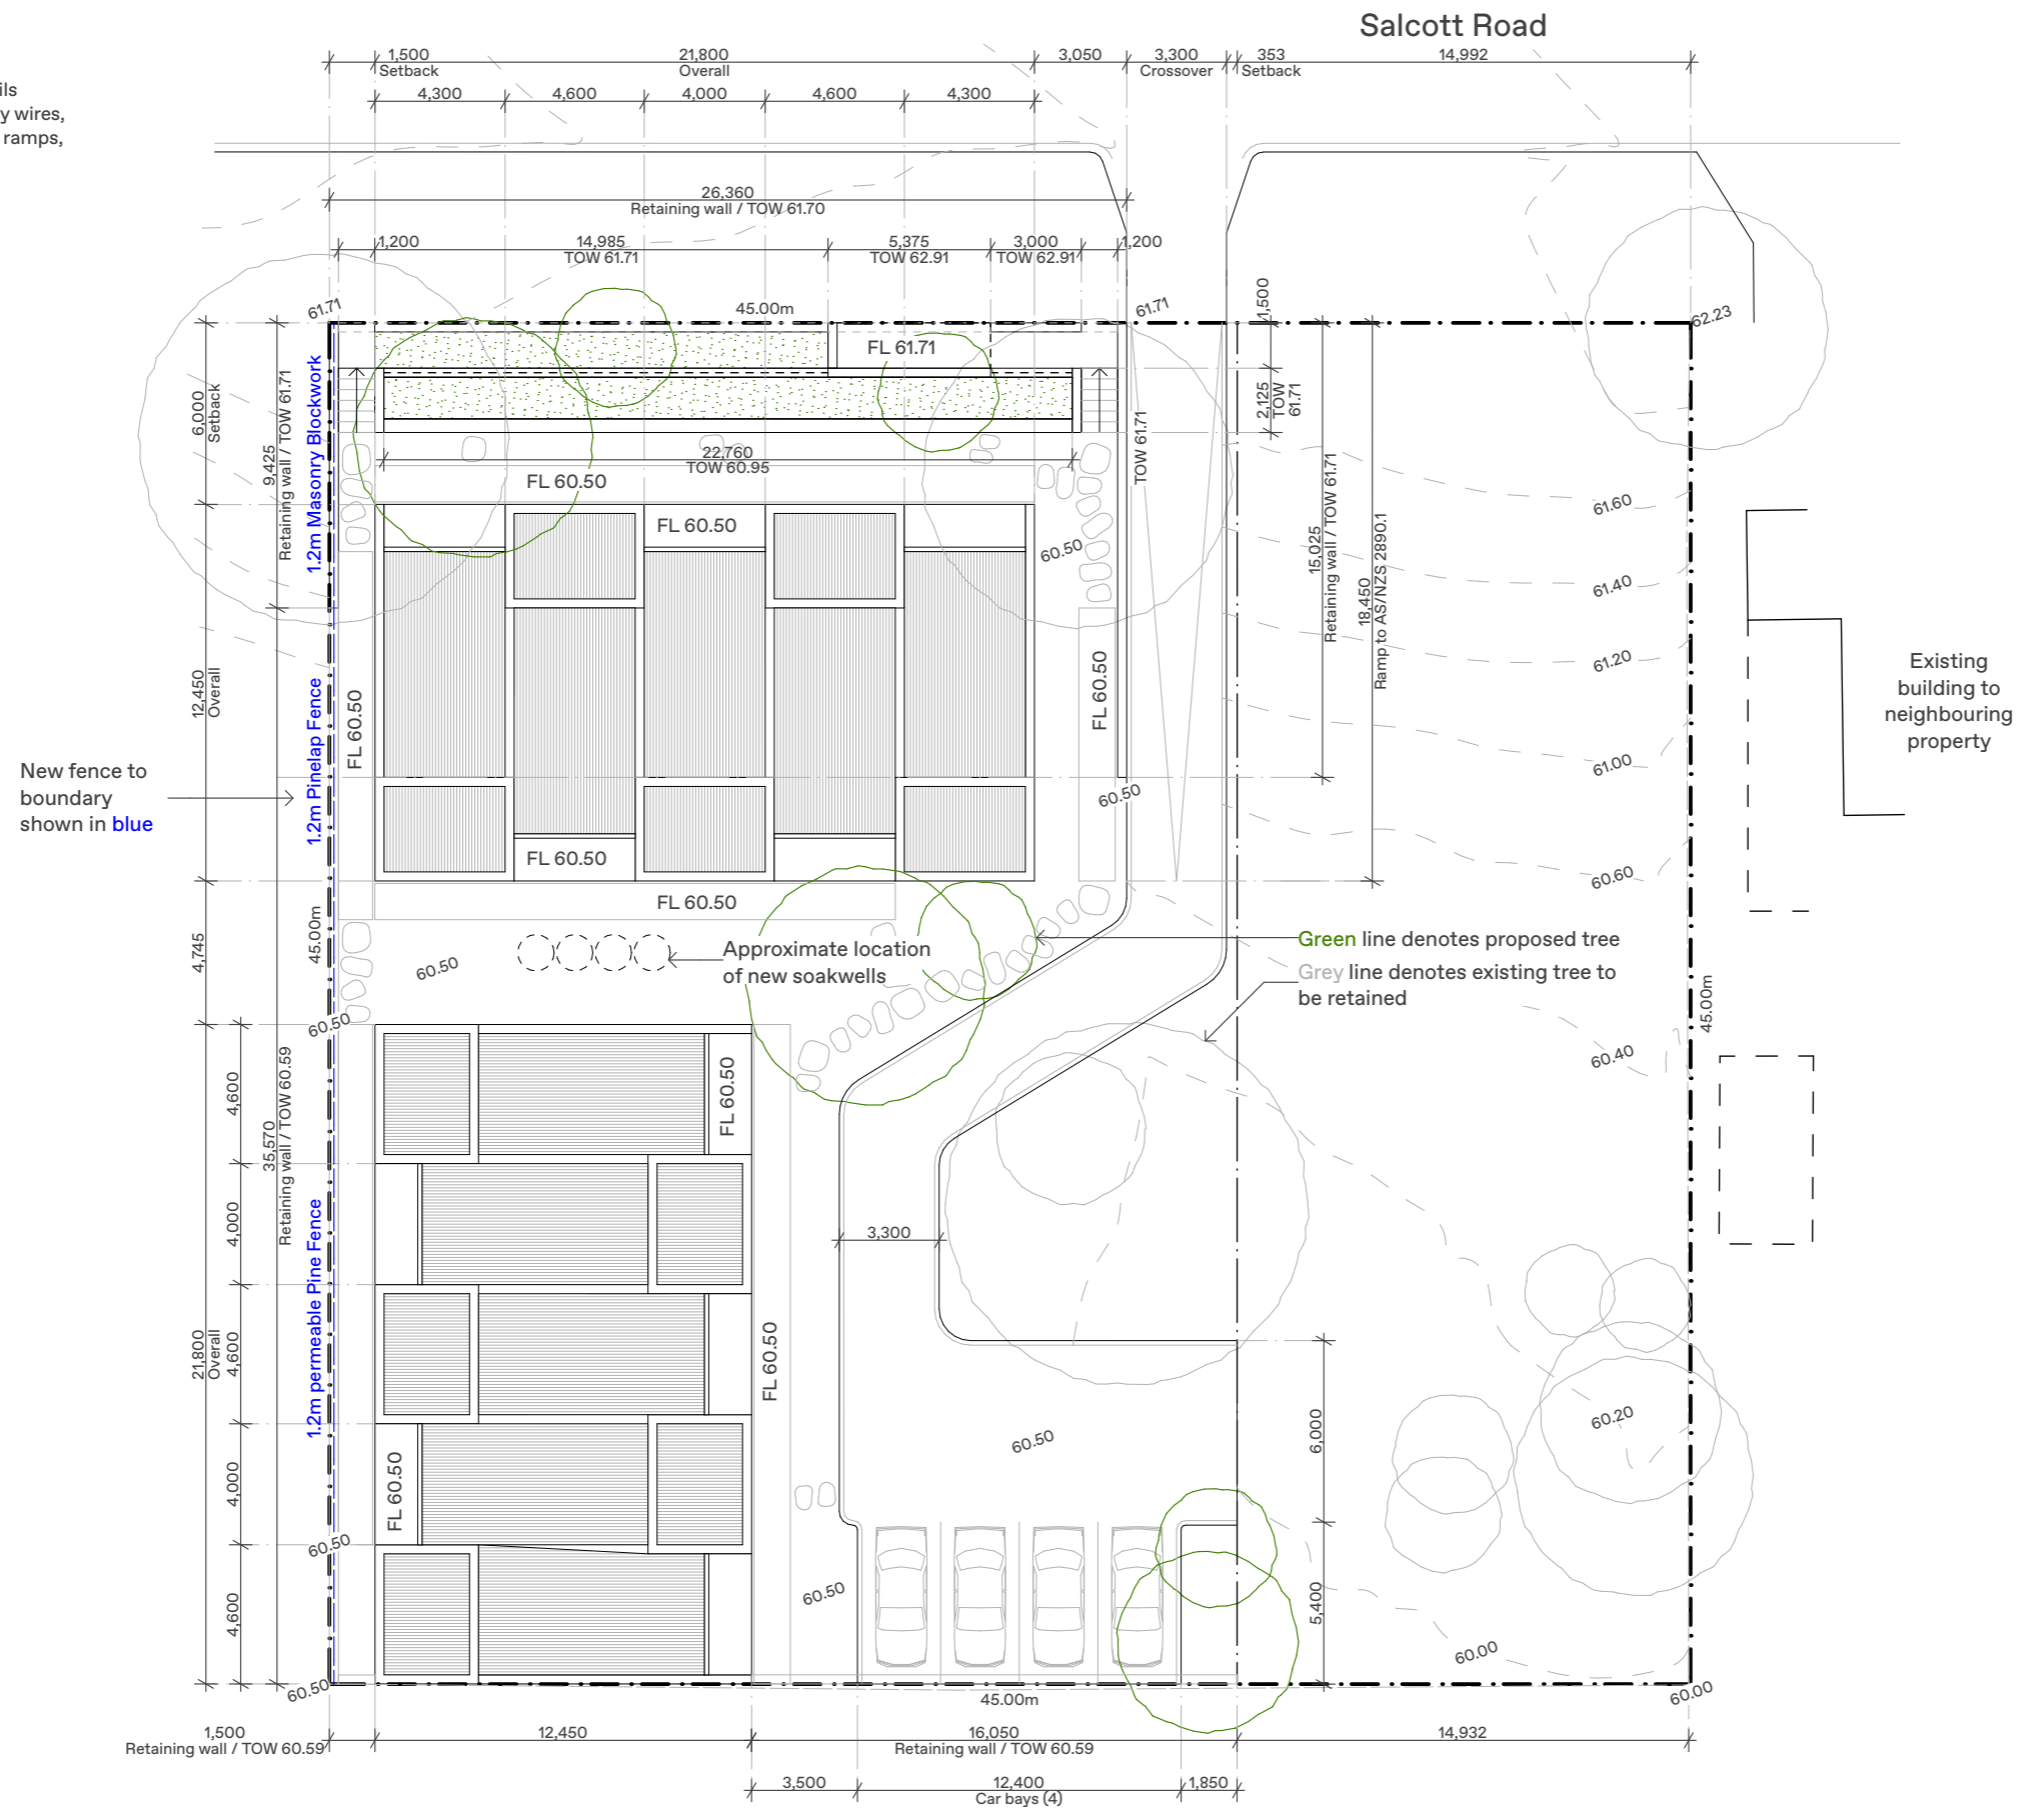 Salcott Road
ils
y wires,
ramps,
1,500
Setback
21,800
Overall
3,050
3,300
Crossover
353
Setback
14,992
4,300
4,600
4,000
4,600
4,300
26,360
Retaining wall / TOW 61.70
1,200
14,985
TOW 61.71
5,375
TOW 62.91
3,000
TOW 62.91
1,200
61.71
45.00m
61.71
62.23
6,000
Setback
9,425
Retaining wall / TOW 61.71
1.2m Masonry Blockwork
FL 61.71
1,500
2,125
TOW
61.71
TOW 61.71
22,760
TOW 60.95
FL 60.50
FL 60.50
60.50
15,025
Retaining wall / TOW 61.71
18,450
Ramp to AS/NZS 2890.1
61.60
61.40
61.20
61.00
60.60
60.40
60.20
60.00
Existing
building to
neighbouring
property
12,450
Overall
FL 60.50
1.2m Pinelap Fence
FL 60.50
60.50
New fence to
boundary
shown in blue
FL 60.50
FL 60.50
4,745
45.00m
60.50
Approximate location
of new soakwells
Green line denotes proposed tree
Grey line denotes existing tree to
be retained
45.00m
60.50
FL 60.50
4,600
4,000
4,600
4,000
4,600
21,800
Overall
35,570
Retaining wall / TOW 60.59
1.2m permeable Pine Fence
3,300
FL 60.50
FL 60.50
60.50
60.50
60.50
6,000
5,400
60.50
45.00m
60.00
1,500
Retaining wall / TOW 60.59
12,450
16,050
Retaining wall / TOW 60.59
14,932
3,500
12,400
Car bays (4)
1,850